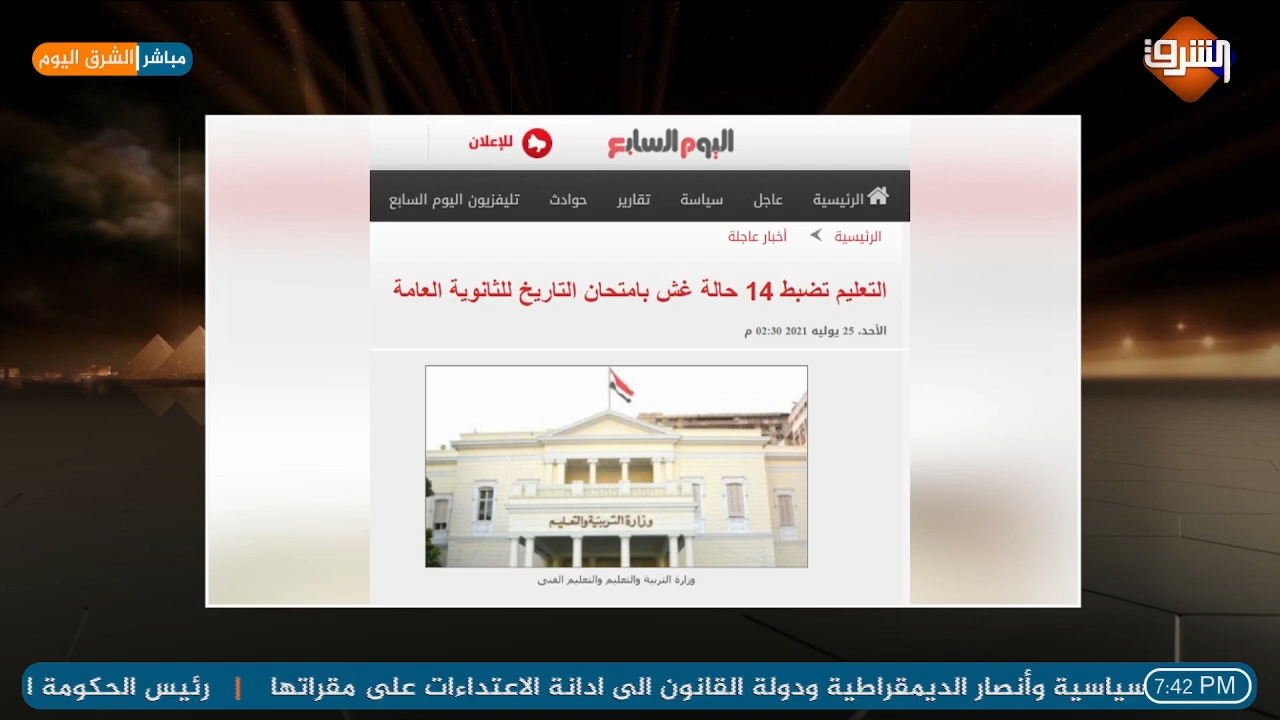 مباشر الشرق اليوم
الشرق
اليوم السابع
للإعلان
الرئيسية عاجل سياسة تقارير حوادث تليفزيون اليوم السابع
الرئيسية أخبار عاجلة
التعليم تضبط 14 حالة غش بامتحان التاريخ للثانوية العامة
الأحد، 25 يوليه 2021 02:30 م
وزارة التربية والتعليم
وزارة التربية والتعليم والتعليم الفنى
7:42 PM
سياسية وأنصار الديمقراطية ودولة القانون الى ادانة الاعتداءات على مقراتها | رئيس الحكومة ا